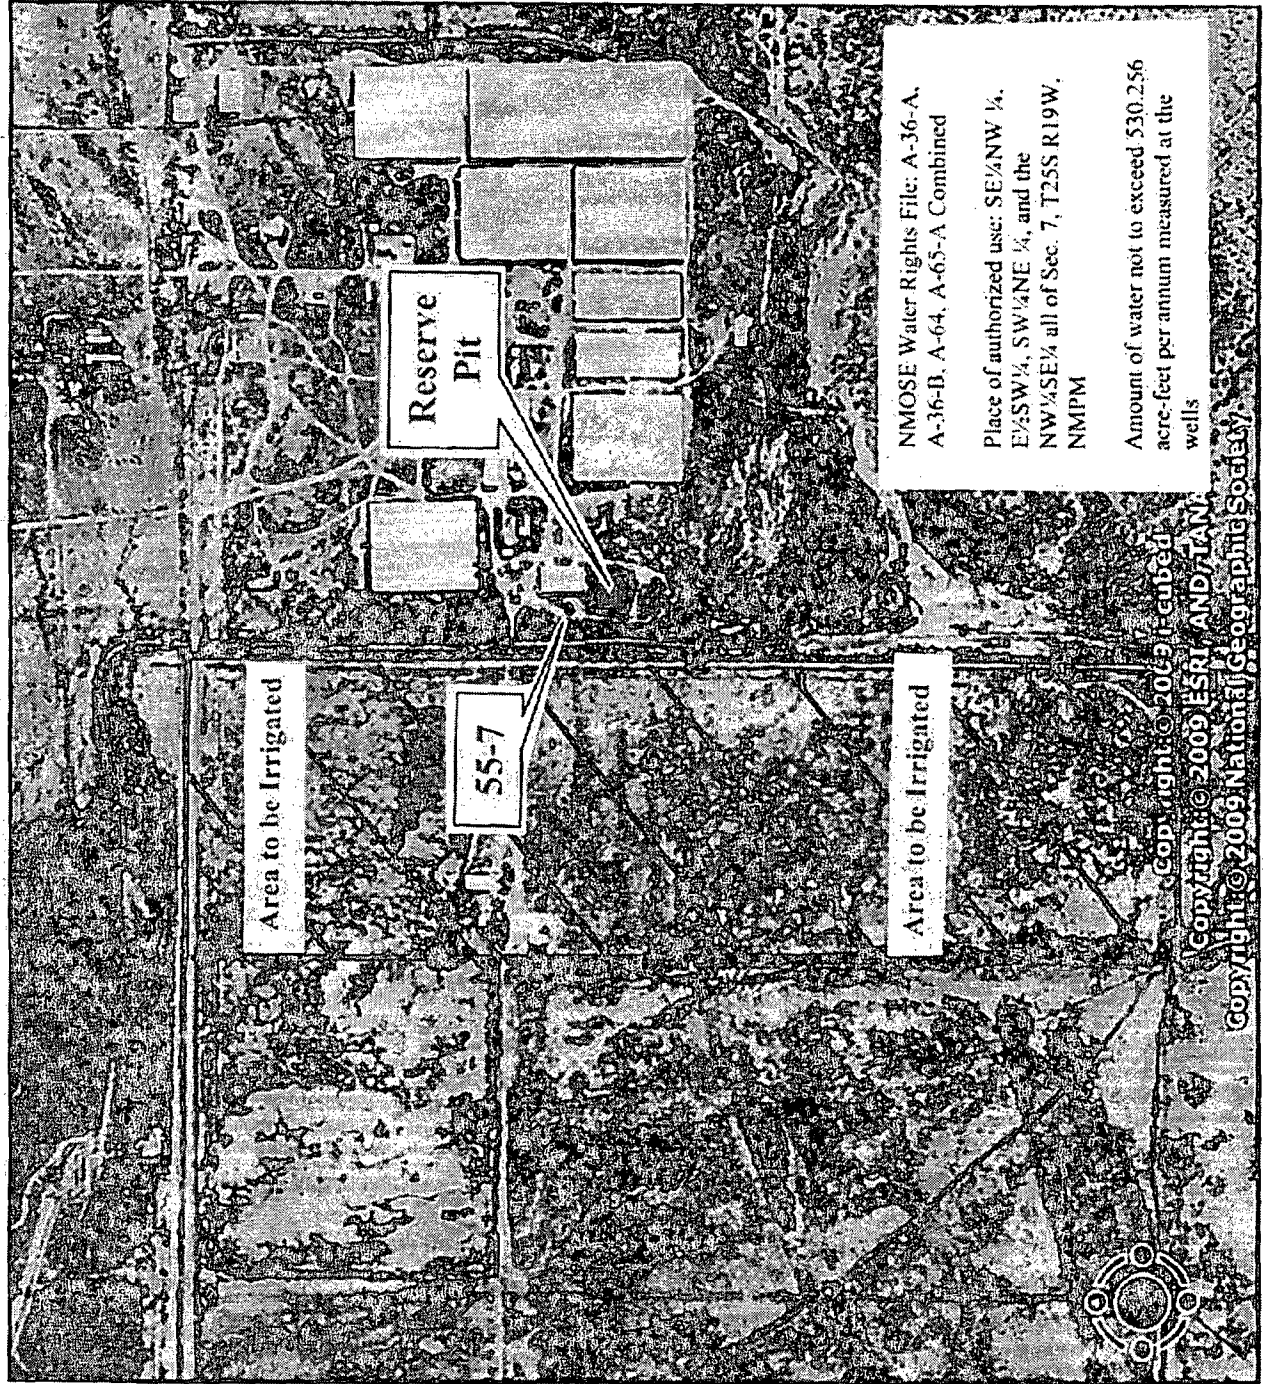 Reserve
Pit
55-7
Area to be Irrigated
Area to be Irrigated
NMOSE Water Rights File: A-36-A,
A-36-B, A-64, A-65-A Combined
Place of authorized use: SE¼NW ¼,
E½SW¼, SW¼NE ¼, and the
NW¼SE¼ all of Sec. 7, T25S R19W,
NMPM
Amount of water not to exceed 530.256
acre-feet per annum measured at the
wells
Copyright © 2009 i-cubed
Copyright © 2009 ESRI, AND, TANA
Copyright © 2009 National Geographic Society,